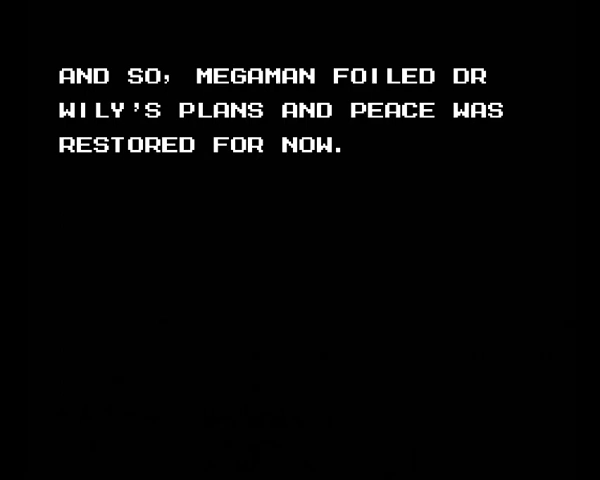 AND SO, MEGAMAN FOILED DR
WILY'S PLANS AND PEACE WAS
RESTORED FOR NOW.